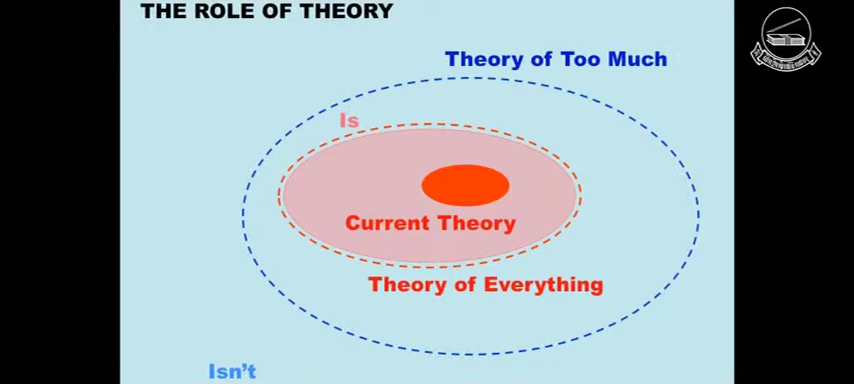 THE ROLE OF THEORY
Theory of Too Much
Is
Current Theory
Theory of Everything
Isn't